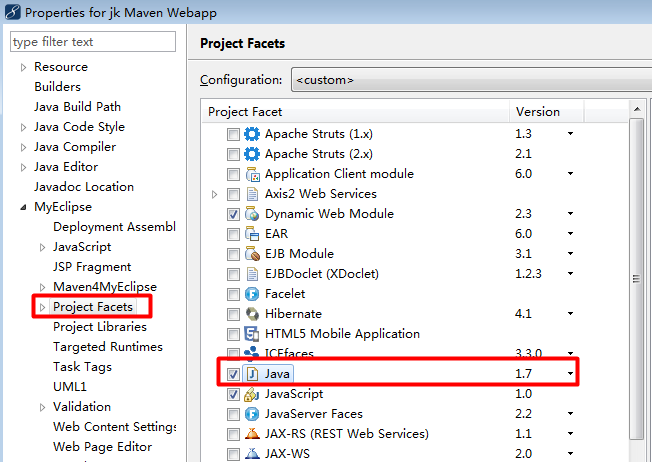 Properties for jk Maven Webapp
type filter text
Resource
Builders
Java Build Path
Java Code Style
Java Compiler
Java Editor
Javadoc Location
MyEclipse
Deployment Assembl
JavaScript
JSP Fragment
Maven4MyEclipse
Project Facets
Project Libraries
Targeted Runtimes
Task Tags
UML1
Validation
Web Content Settings
Web Page Editor
Project Facets
Configuration: <custom>
Project Facet Version
Apache Struts (1.x) 1.3
Apache Struts (2.x) 2.1
Application Client module 6.0
Axis2 Web Services
Dynamic Web Module 2.3
EAR 6.0
EJB Module 3.1
EJBDoclet (XDoclet) 1.2.3
Facelet
Hibernate 4.1
HTML5 Mobile Application
ICEfaces 3.3.0
Java 1.7
JavaScript 1.0
JavaServer Faces 2.2
JAX-RS (REST Web Services) 1.1
JAX-WS 2.0